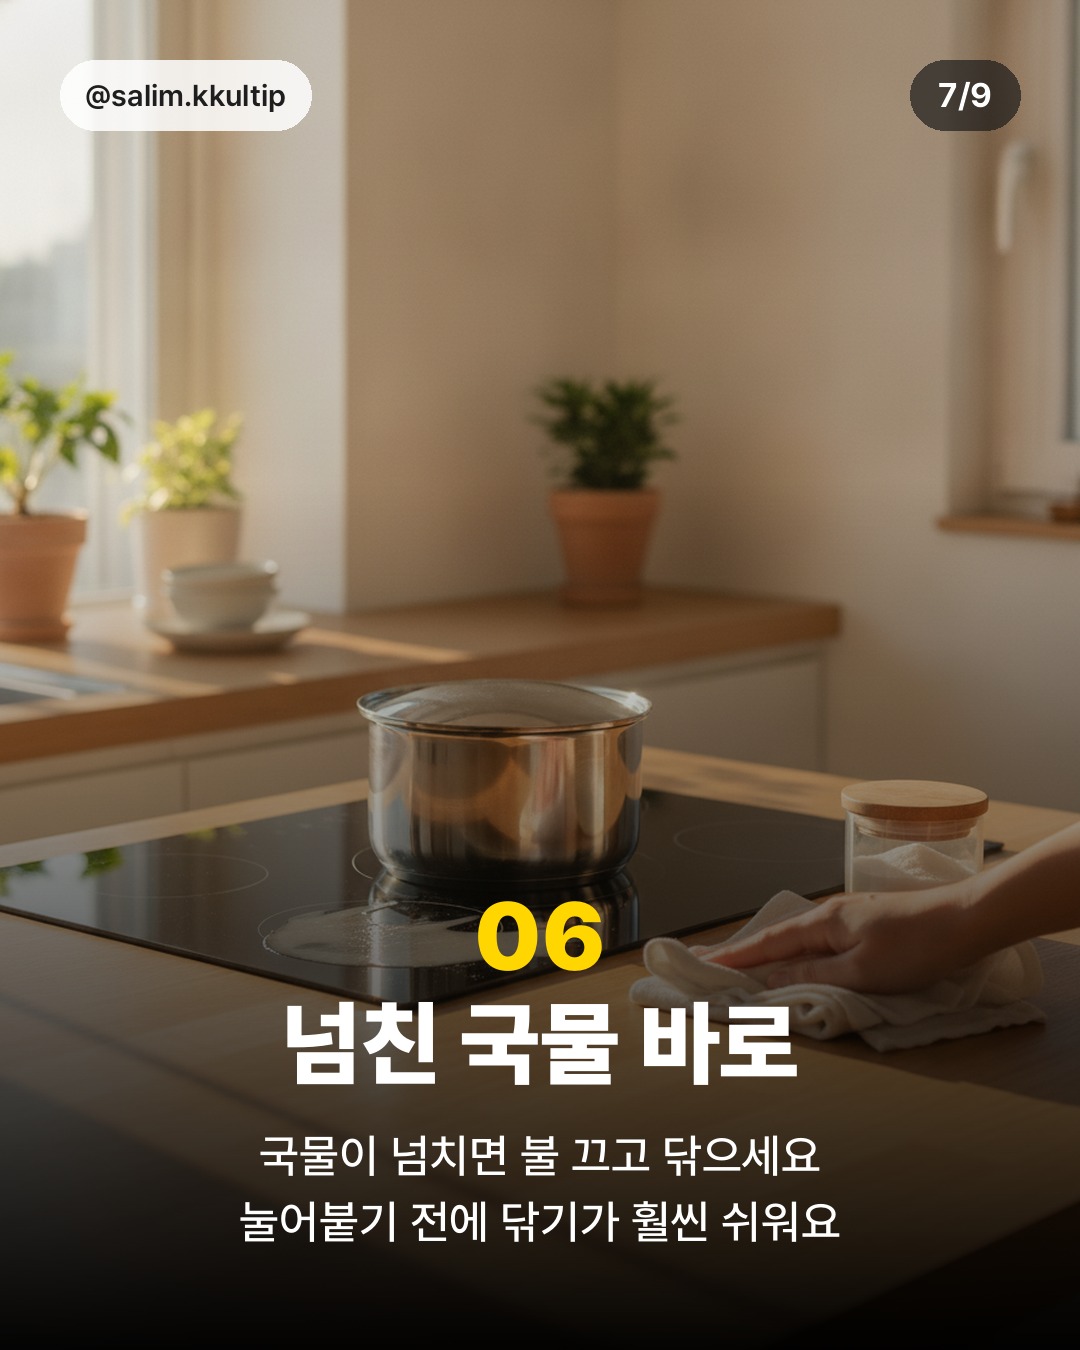 @salim.kkultip
7/9
06
넘친 국물 바로
국물이 넘치면 불 끄고 닦으세요
눌어붙기 전에 닦기가 훨씬 쉬워요